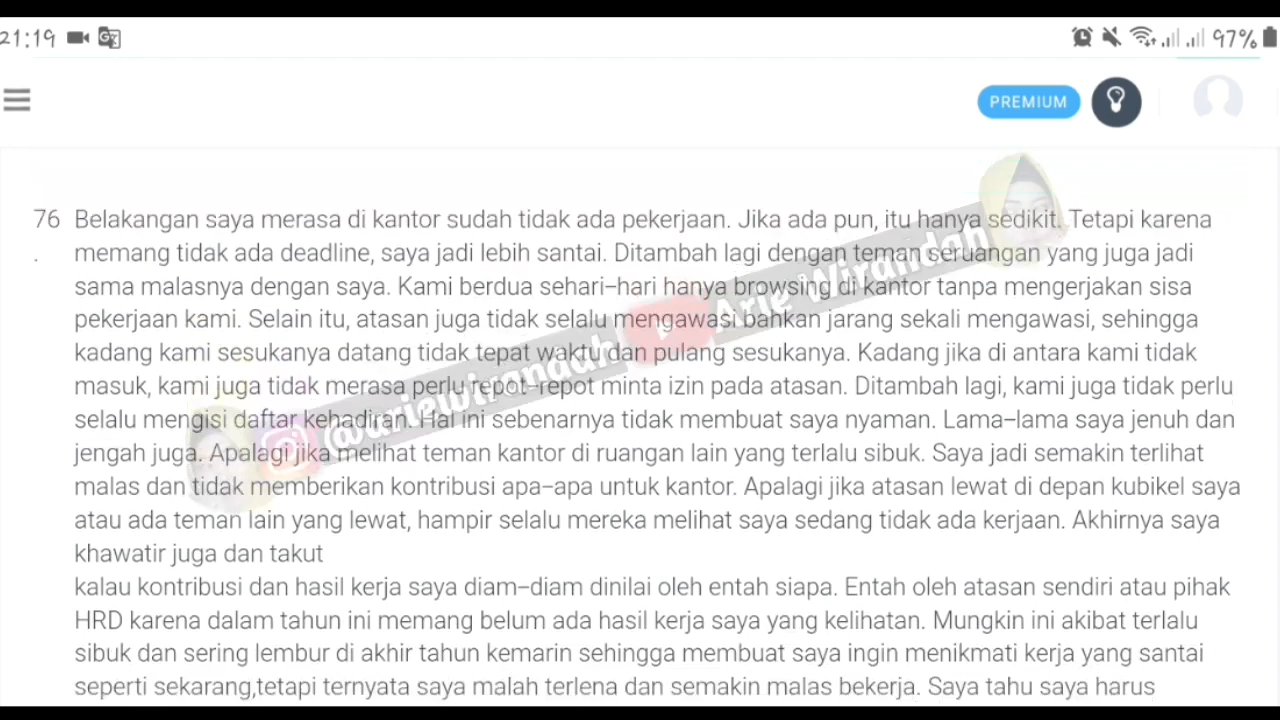 21:19
97%
PREMIUM
76 Belakangan saya merasa di kantor sudah tidak ada pekerjaan. Jika ada pun, itu hanya sedikit. Tetapi karena
. memang tidak ada deadline, saya jadi lebih santai. Ditambah lagi dengan teman seruangan yang juga jadi
sama malasnya dengan saya. Kami berdua sehari-hari hanya browsing di kantor tanpa mengerjakan sisa
pekerjaan kami. Selain itu, atasan juga tidak selalu mengawasi bahkan jarang sekali mengawasi, sehingga
kadang kami sesukanya datang tidak tepat waktu dan pulang sesukanya. Kadang jika di antara kami tidak
masuk, kami juga tidak merasa perlu repot-repot minta izin pada atasan. Ditambah lagi, kami juga tidak perlu
selalu mengisi daftar kehadiran. Hal ini sebenarnya tidak membuat saya nyaman. Lama-lama saya jenuh dan
jengah juga. Apalagi jika melihat teman kantor di ruangan lain yang terlalu sibuk. Saya jadi semakin terlihat
malas dan tidak memberikan kontribusi apa-apa untuk kantor. Apalagi jika atasan lewat di depan kubikel saya
atau ada teman lain yang lewat, hampir selalu mereka melihat saya sedang tidak ada kerjaan. Akhirnya saya
khawatir juga dan takut
kalau kontribusi dan hasil kerja saya diam-diam dinilai oleh entah siapa. Entah oleh atasan sendiri atau pihak
HRD karena dalam tahun ini memang belum ada hasil kerja saya yang kelihatan. Mungkin ini akibat terlalu
sibuk dan sering lembur di akhir tahun kemarin sehingga membuat saya ingin menikmati kerja yang santai
seperti sekarang,tetapi ternyata saya malah terlena dan semakin malas bekerja. Saya tahu saya harus
@ariewirandah
Arie Wirandah